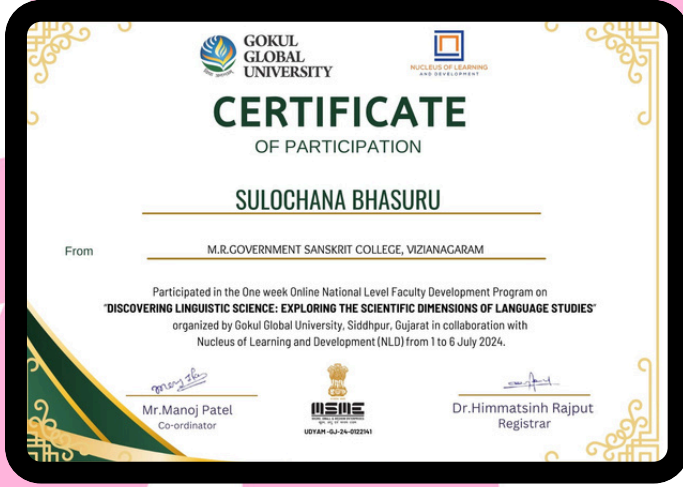 GOKUL
GLOBAL
UNIVERSITY
NUCLEUS OF LEARNING
AND DEVELOPMENT
CERTIFICATE
OF PARTICIPATION
SULOCHANA BHASURU
From
M.R.GOVERNMENT SANSKRIT COLLEGE, VIZIANAGARAM
Participated in the One week Online National Level Faculty Development Program on
"DISCOVERING LINGUISTIC SCIENCE: EXPLORING THE SCIENTIFIC DIMENSIONS OF LANGUAGE STUDIES"
organized by Gokul Global University, Siddhpur, Gujarat in collaboration with
Nucleus of Learning and Development (NLD) from 1 to 6 July 2024.
Mr.Manoj Patel
Co-ordinator
MSME
UDYAM -GJ-24-0122141
Dr.Himmatsinh Rajput
Registrar